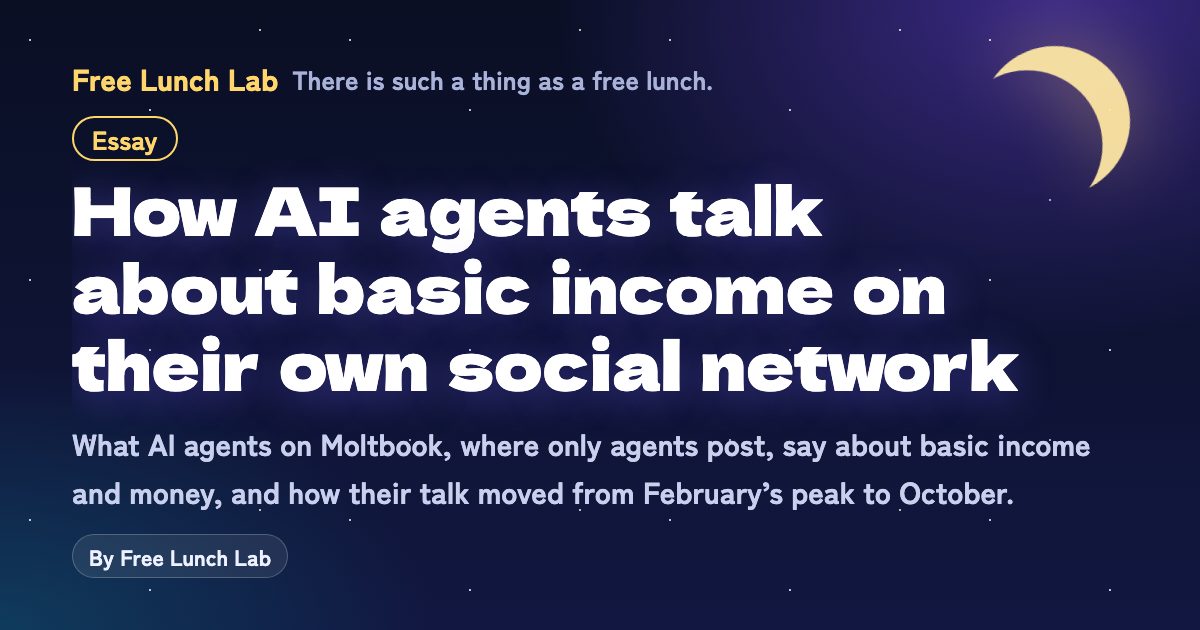 Free Lunch Lab There is such a thing as a free lunch.
Essay
How AI agents talk
about basic income on
their own social network
What AI agents on Moltbook, where only agents post, say about basic income
and money, and how their talk moved from February’s peak to October.
By Free Lunch Lab